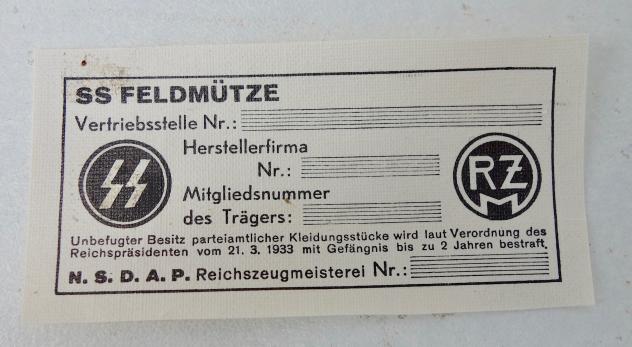 SS FELDMÜTZE
Vertriebsstelle Nr.:
Herstellerfirma
Nr.:
Mitgliedsnummer
des Trägers:
RZM
Unbefugter Besitz parteiamtlicher Kleidungsstücke wird laut Verordnung des
Reichspräsidenten vom 21. 3. 1933 mit Gefängnis bis zu 2 Jahren bestraft.
N. S. D. A. P. Reichszeugmeisterei Nr.: